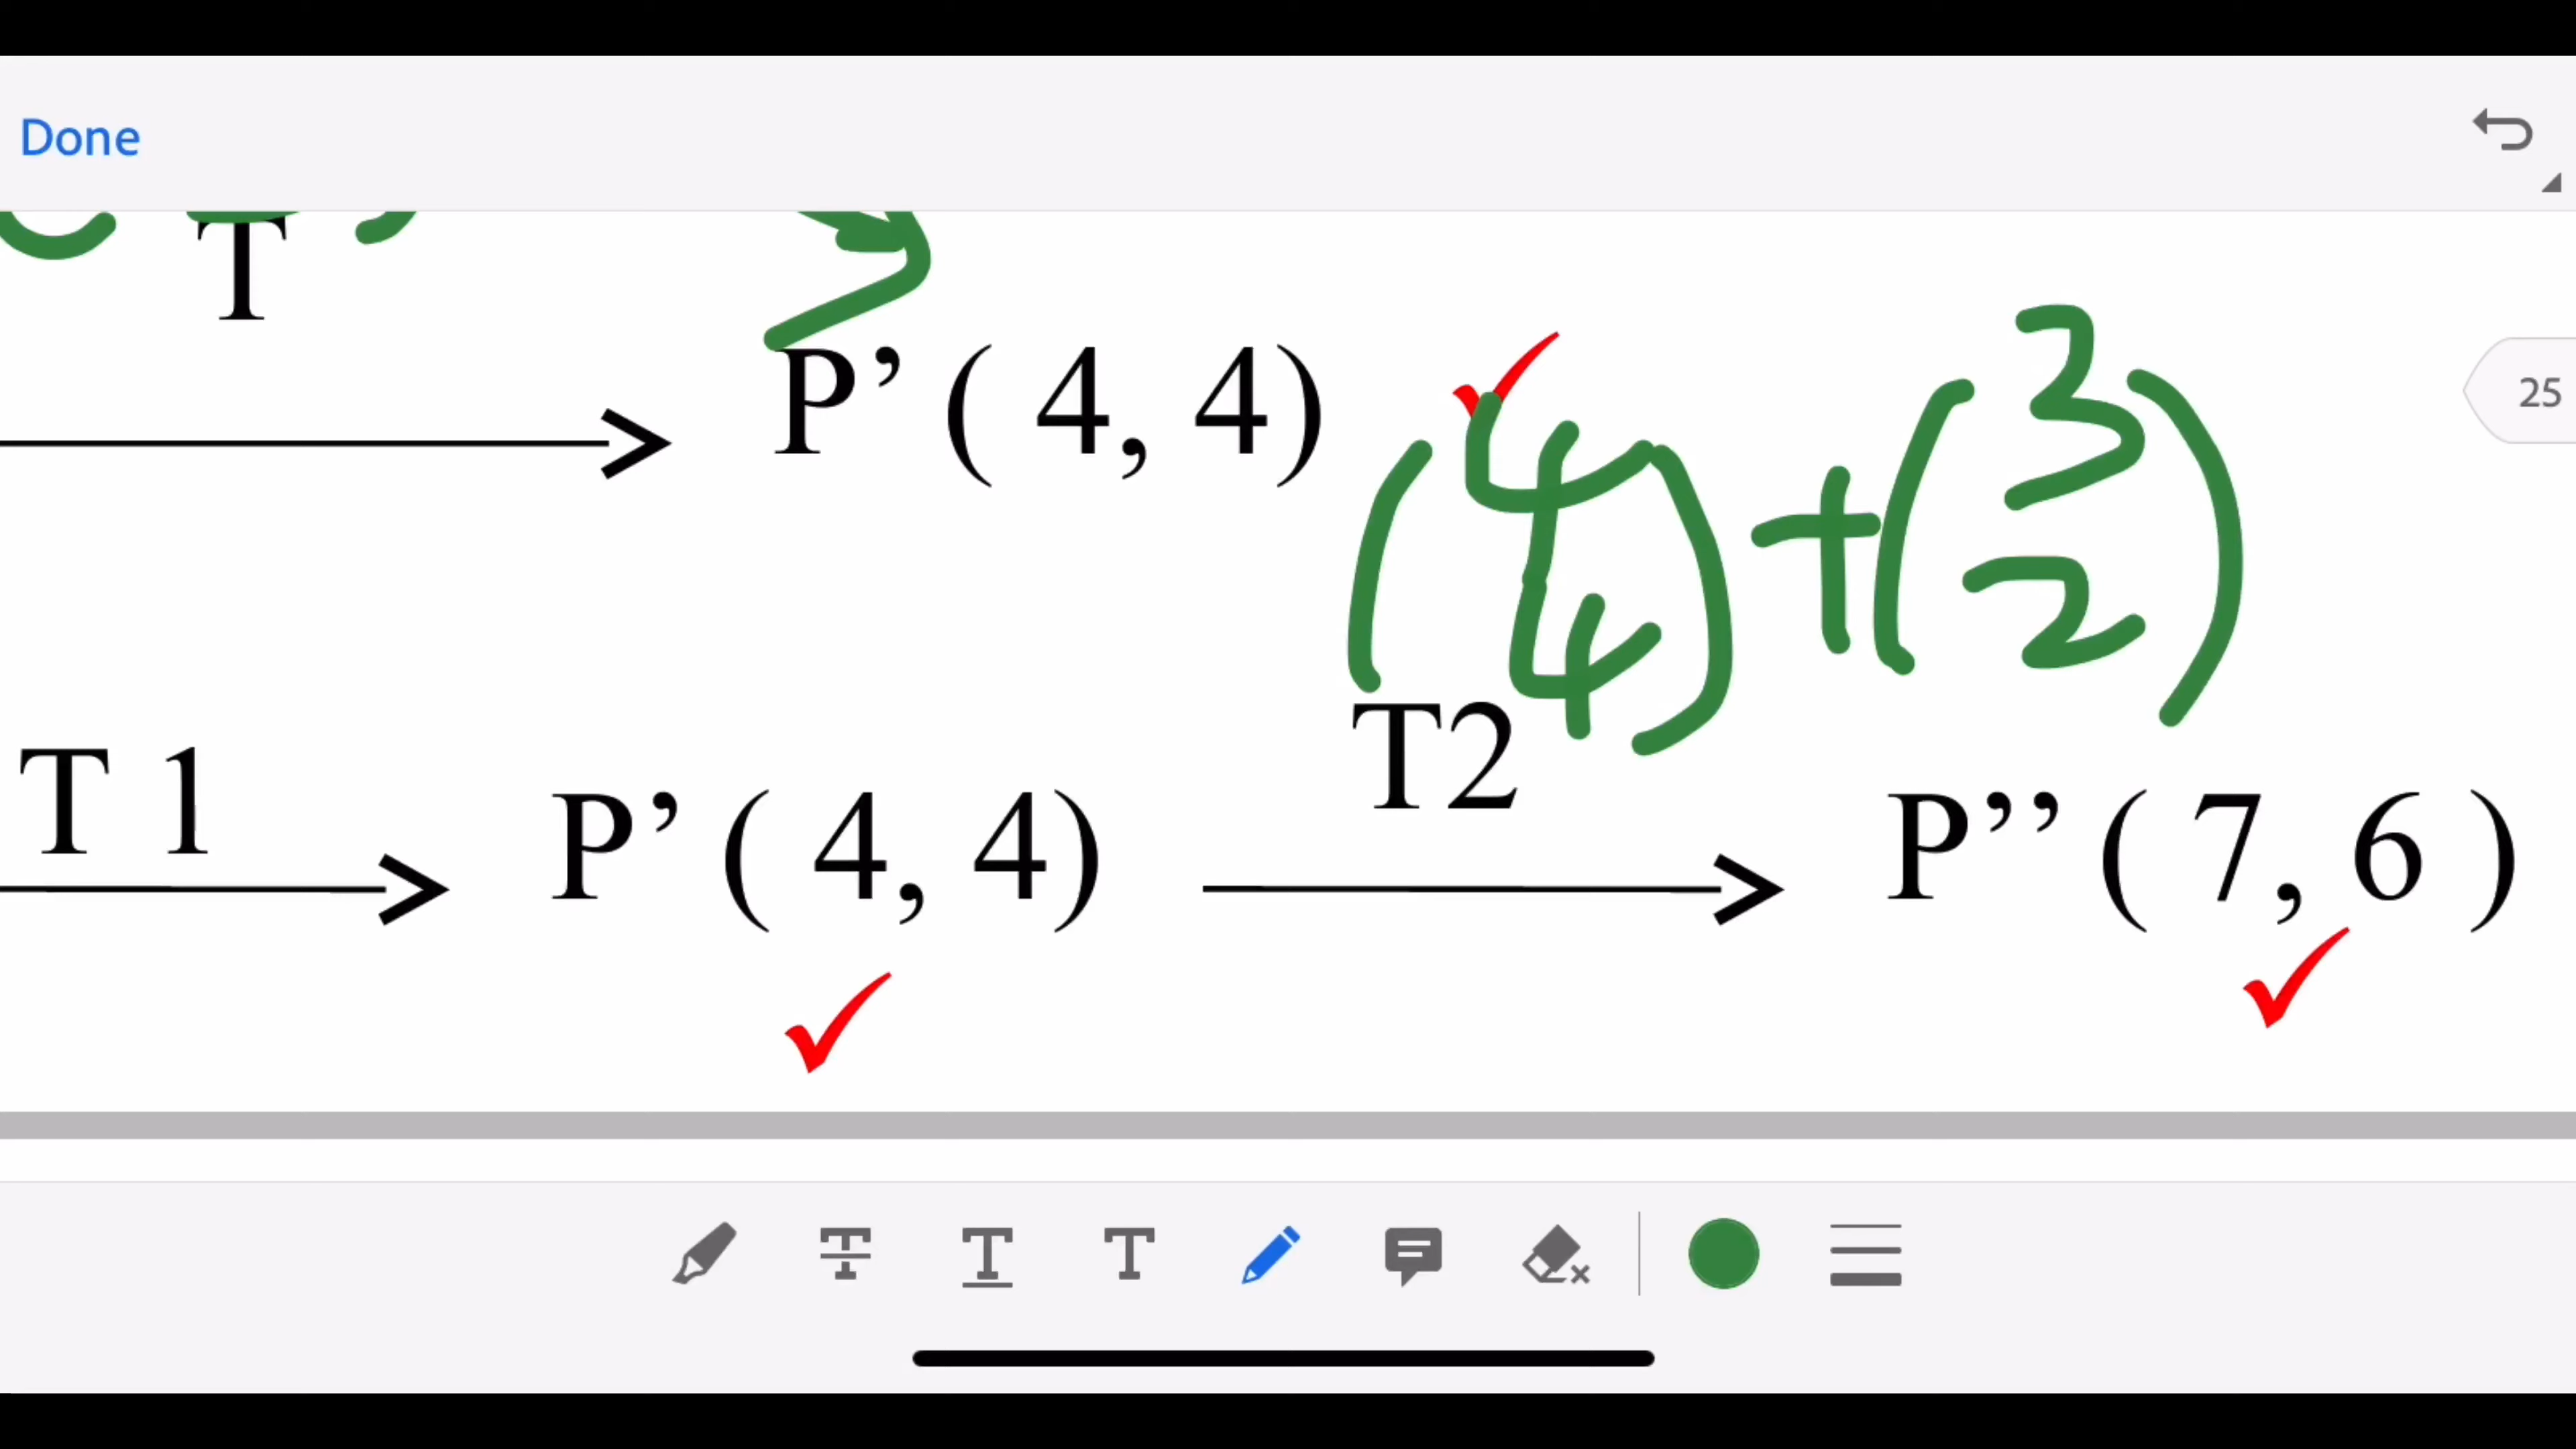 Done
T
P’ ( 4, 4)
25
( 4 4 ) + ( 3 2 )
T 1
P’ ( 4, 4)
T2
P’’ ( 7, 6 )